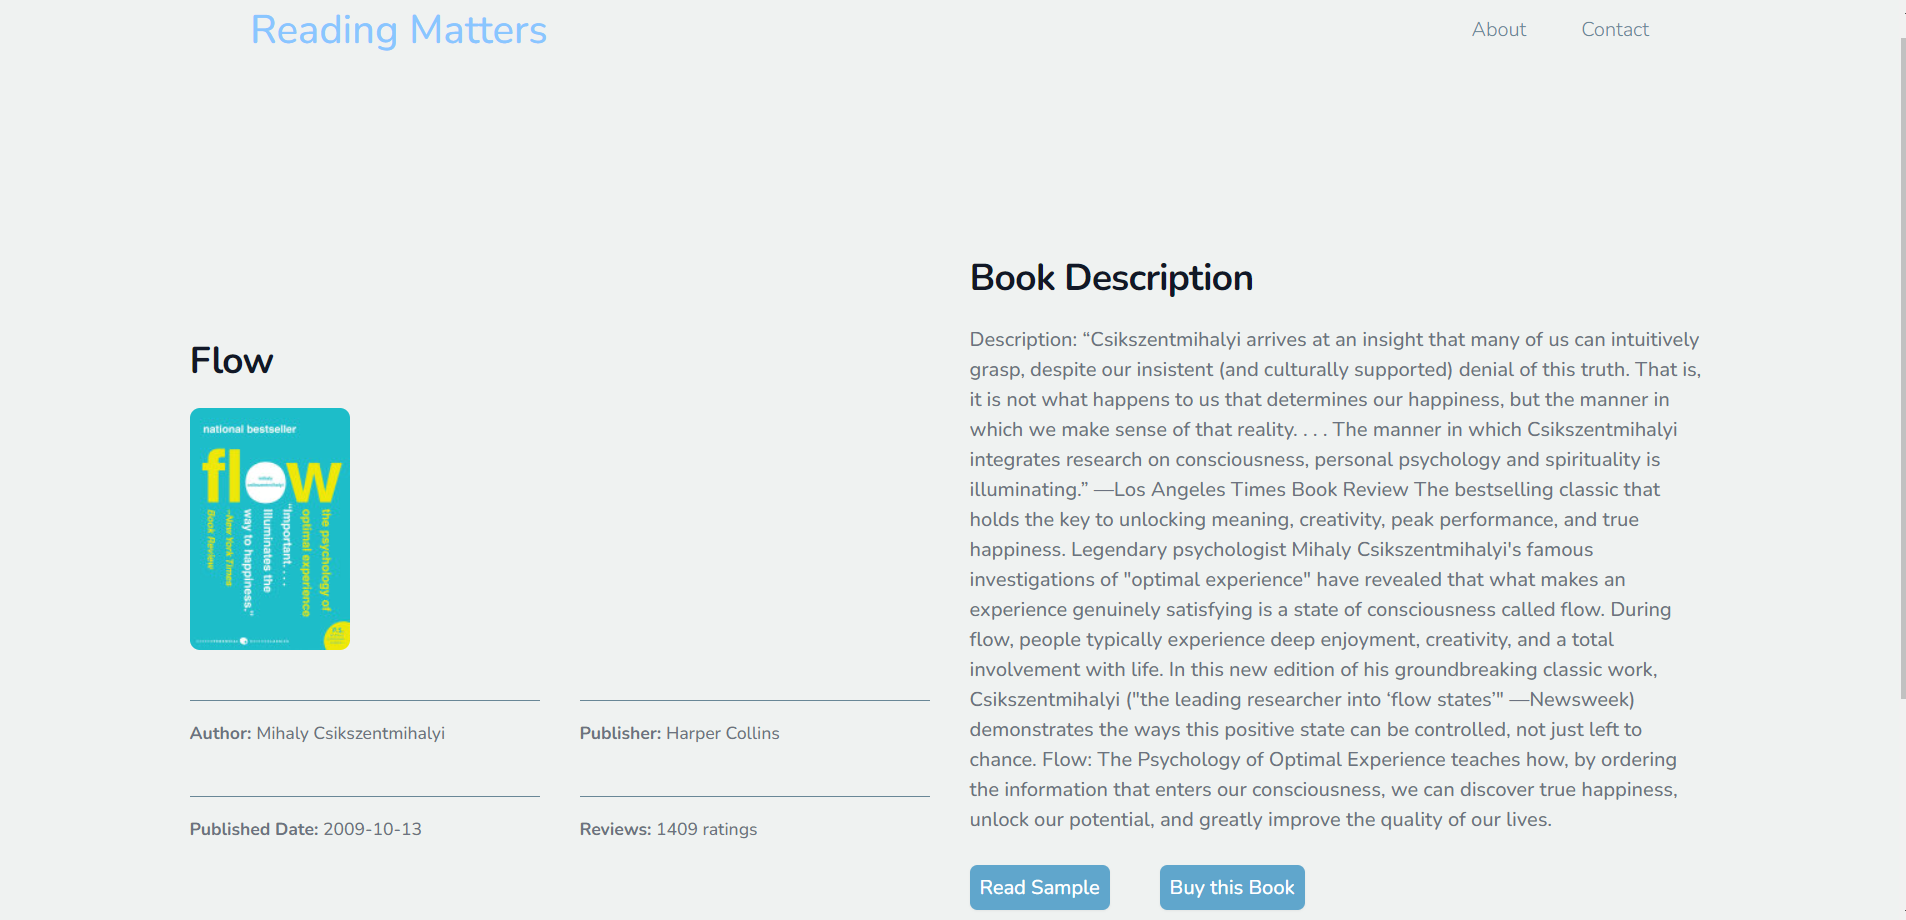 Reading Matters
About
Contact
Flow
national bestseller
flow
the psychology of
optimal experience
"Important. . . .
Illuminates the
way to happiness."
–New York Times
Book Review
P.S.
Author: Mihaly Csikszentmihalyi
Publisher: Harper Collins
Published Date: 2009-10-13
Reviews: 1409 ratings
Book Description
Description: “Csikszentmihalyi arrives at an insight that many of us can intuitively
grasp, despite our insistent (and culturally supported) denial of this truth. That is,
it is not what happens to us that determines our happiness, but the manner in
which we make sense of that reality. . . . The manner in which Csikszentmihalyi
integrates research on consciousness, personal psychology and spirituality is
illuminating.” —Los Angeles Times Book Review The bestselling classic that
holds the key to unlocking meaning, creativity, peak performance, and true
happiness. Legendary psychologist Mihaly Csikszentmihalyi's famous
investigations of "optimal experience" have revealed that what makes an
experience genuinely satisfying is a state of consciousness called flow. During
flow, people typically experience deep enjoyment, creativity, and a total
involvement with life. In this new edition of his groundbreaking classic work,
Csikszentmihalyi ("the leading researcher into ‘flow states’" —Newsweek)
demonstrates the ways this positive state can be controlled, not just left to
chance. Flow: The Psychology of Optimal Experience teaches how, by ordering
the information that enters our consciousness, we can discover true happiness,
unlock our potential, and greatly improve the quality of our lives.
Read Sample
Buy this Book